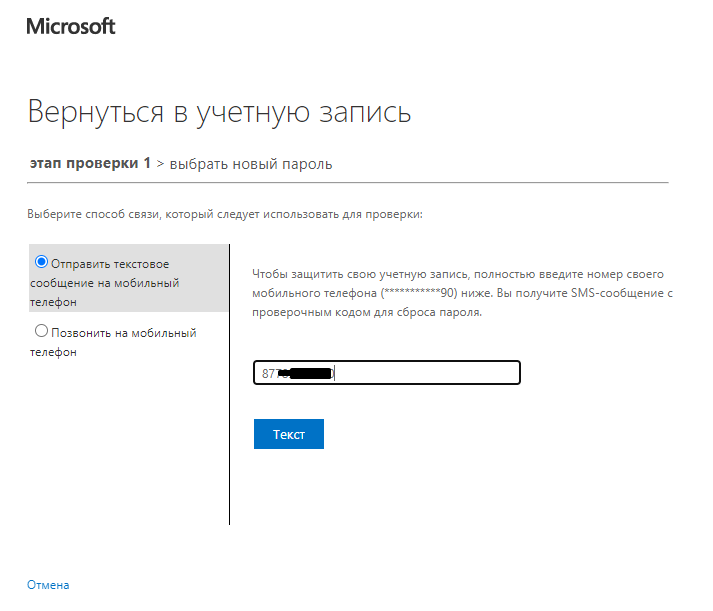 Microsoft
Вернуться в учетную запись
этап проверки 1 > выбрать новый пароль
Выберите способ связи, который следует использовать для проверки:
Отправить текстовое
сообщение на мобильный
телефон
Позвонить на мобильный
телефон
Чтобы защитить свою учетную запись, полностью введите номер своего
мобильного телефона (***********90) ниже. Вы получите SMS-сообщение с
проверочным кодом для сброса пароля.
Текст
Отмена